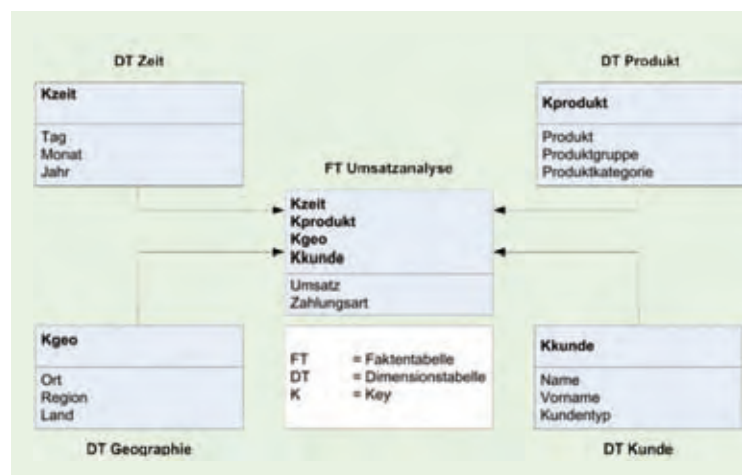 DT Zeit
Kzeit
Tag
Monat
Jahr
DT Produkt
Kprodukt
Produkt
Produktgruppe
Produktkategorie
FT Umsatzanalyse
Kzeit
Kprodukt
Kgeo
Kkunde
Umsatz
Zahlungsart
Kgeo
Ort
Region
Land
DT Geographie
FT = Faktentabelle
DT = Dimensionstabelle
K = Key
Kkunde
Name
Vorname
Kundentyp
DT Kunde